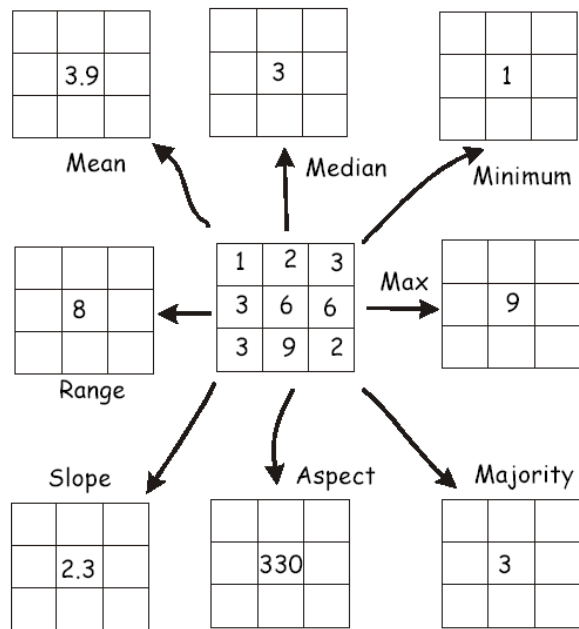 3.9
3
1
Mean
Median
Minimum
1 2 3
3 6 6
3 9 2
8
Max
9
Range
Slope
Aspect
Majority
2.3
330
3